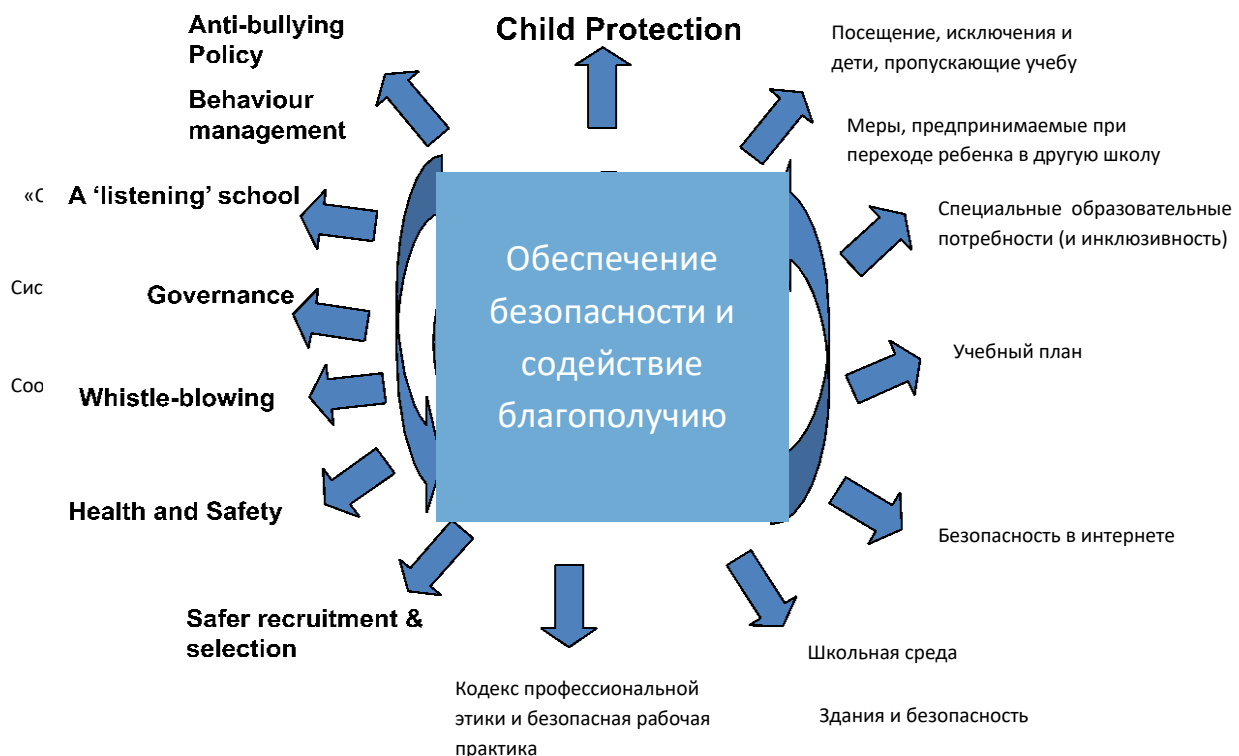 Anti-bullying
Policy
Behaviour
management
Child Protection
Посещение, исключения и
дети, пропускающие учебу
Меры, предпринимаемые при
переходе ребенка в другую школу
A ‘listening’ school
Специальные образовательные
потребности (и инклюзивность)
Обеспечение
безопасности и
содействие
благополучию
Governance
Учебный план
Whistle-blowing
Health and Safety
Безопасность в интернете
Safer recruitment &
selection
Школьная среда
Кодекс профессиональной
этики и безопасная рабочая
практика
Здания и безопасность